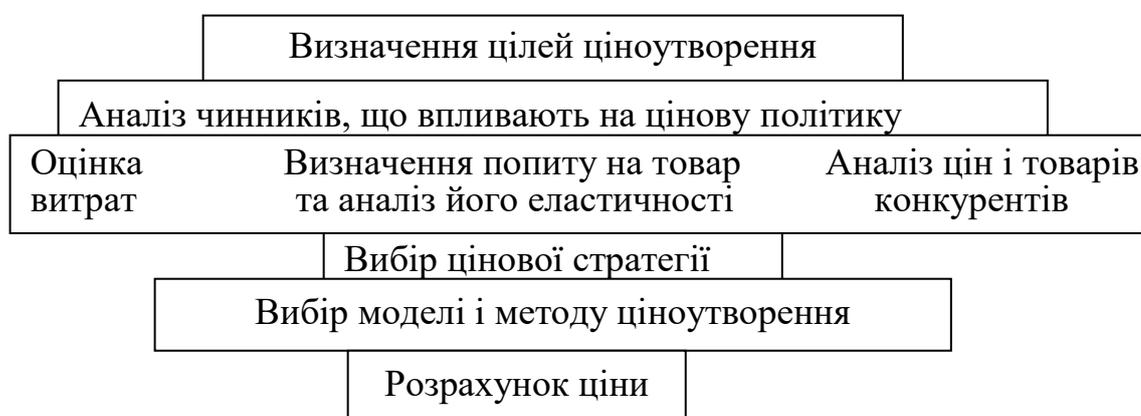 Визначення цілей ціноутворення
Аналіз чинників, що впливають на цінову політику
Оцінка витрат
Визначення попиту на товар
та аналіз його еластичності
Аналіз цін і товарів
конкурентів
Вибір цінової стратегії
Вибір моделі і методу ціноутворення
Розрахунок ціни